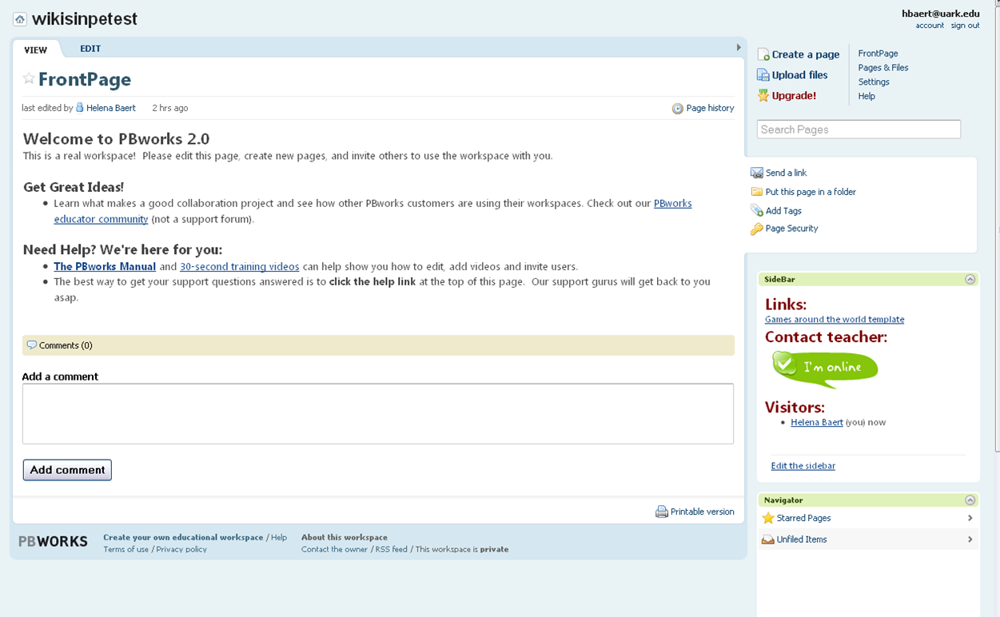 wikisinpetest
hbaert@uark.edu
account sign out
VIEW EDIT
FrontPage
last edited by Helena Baert 2 hrs ago
Page history
Welcome to PBworks 2.0
This is a real workspace! Please edit this page, create new pages, and invite others to use the workspace with you.
Get Great Ideas!
• Learn what makes a good collaboration project and see how other PBworks customers are using their workspaces. Check out our PBworks
educator community (not a support forum).
Need Help? We're here for you:
• The PBworks Manual and 30-second training videos can help show you how to edit, add videos and invite users.
• The best way to get your support questions answered is to click the help link at the top of this page. Our support gurus will get back to you
asap.
Comments (0)
Add a comment
Add comment
Printable version
PBWORKS
Create your own educational workspace / Help
Terms of use / Privacy policy
About this workspace
Contact the owner / RSS feed / This workspace is private
Create a page
Upload files
Upgrade!
FrontPage
Pages & Files
Settings
Help
Search Pages
Send a link
Put this page in a folder
Add Tags
Page Security
SideBar
Links:
Games around the world template
Contact teacher:
I'm online
Visitors:
• Helena Baert (you) now
Edit the sidebar
Navigator
Starred Pages
Unfiled Items